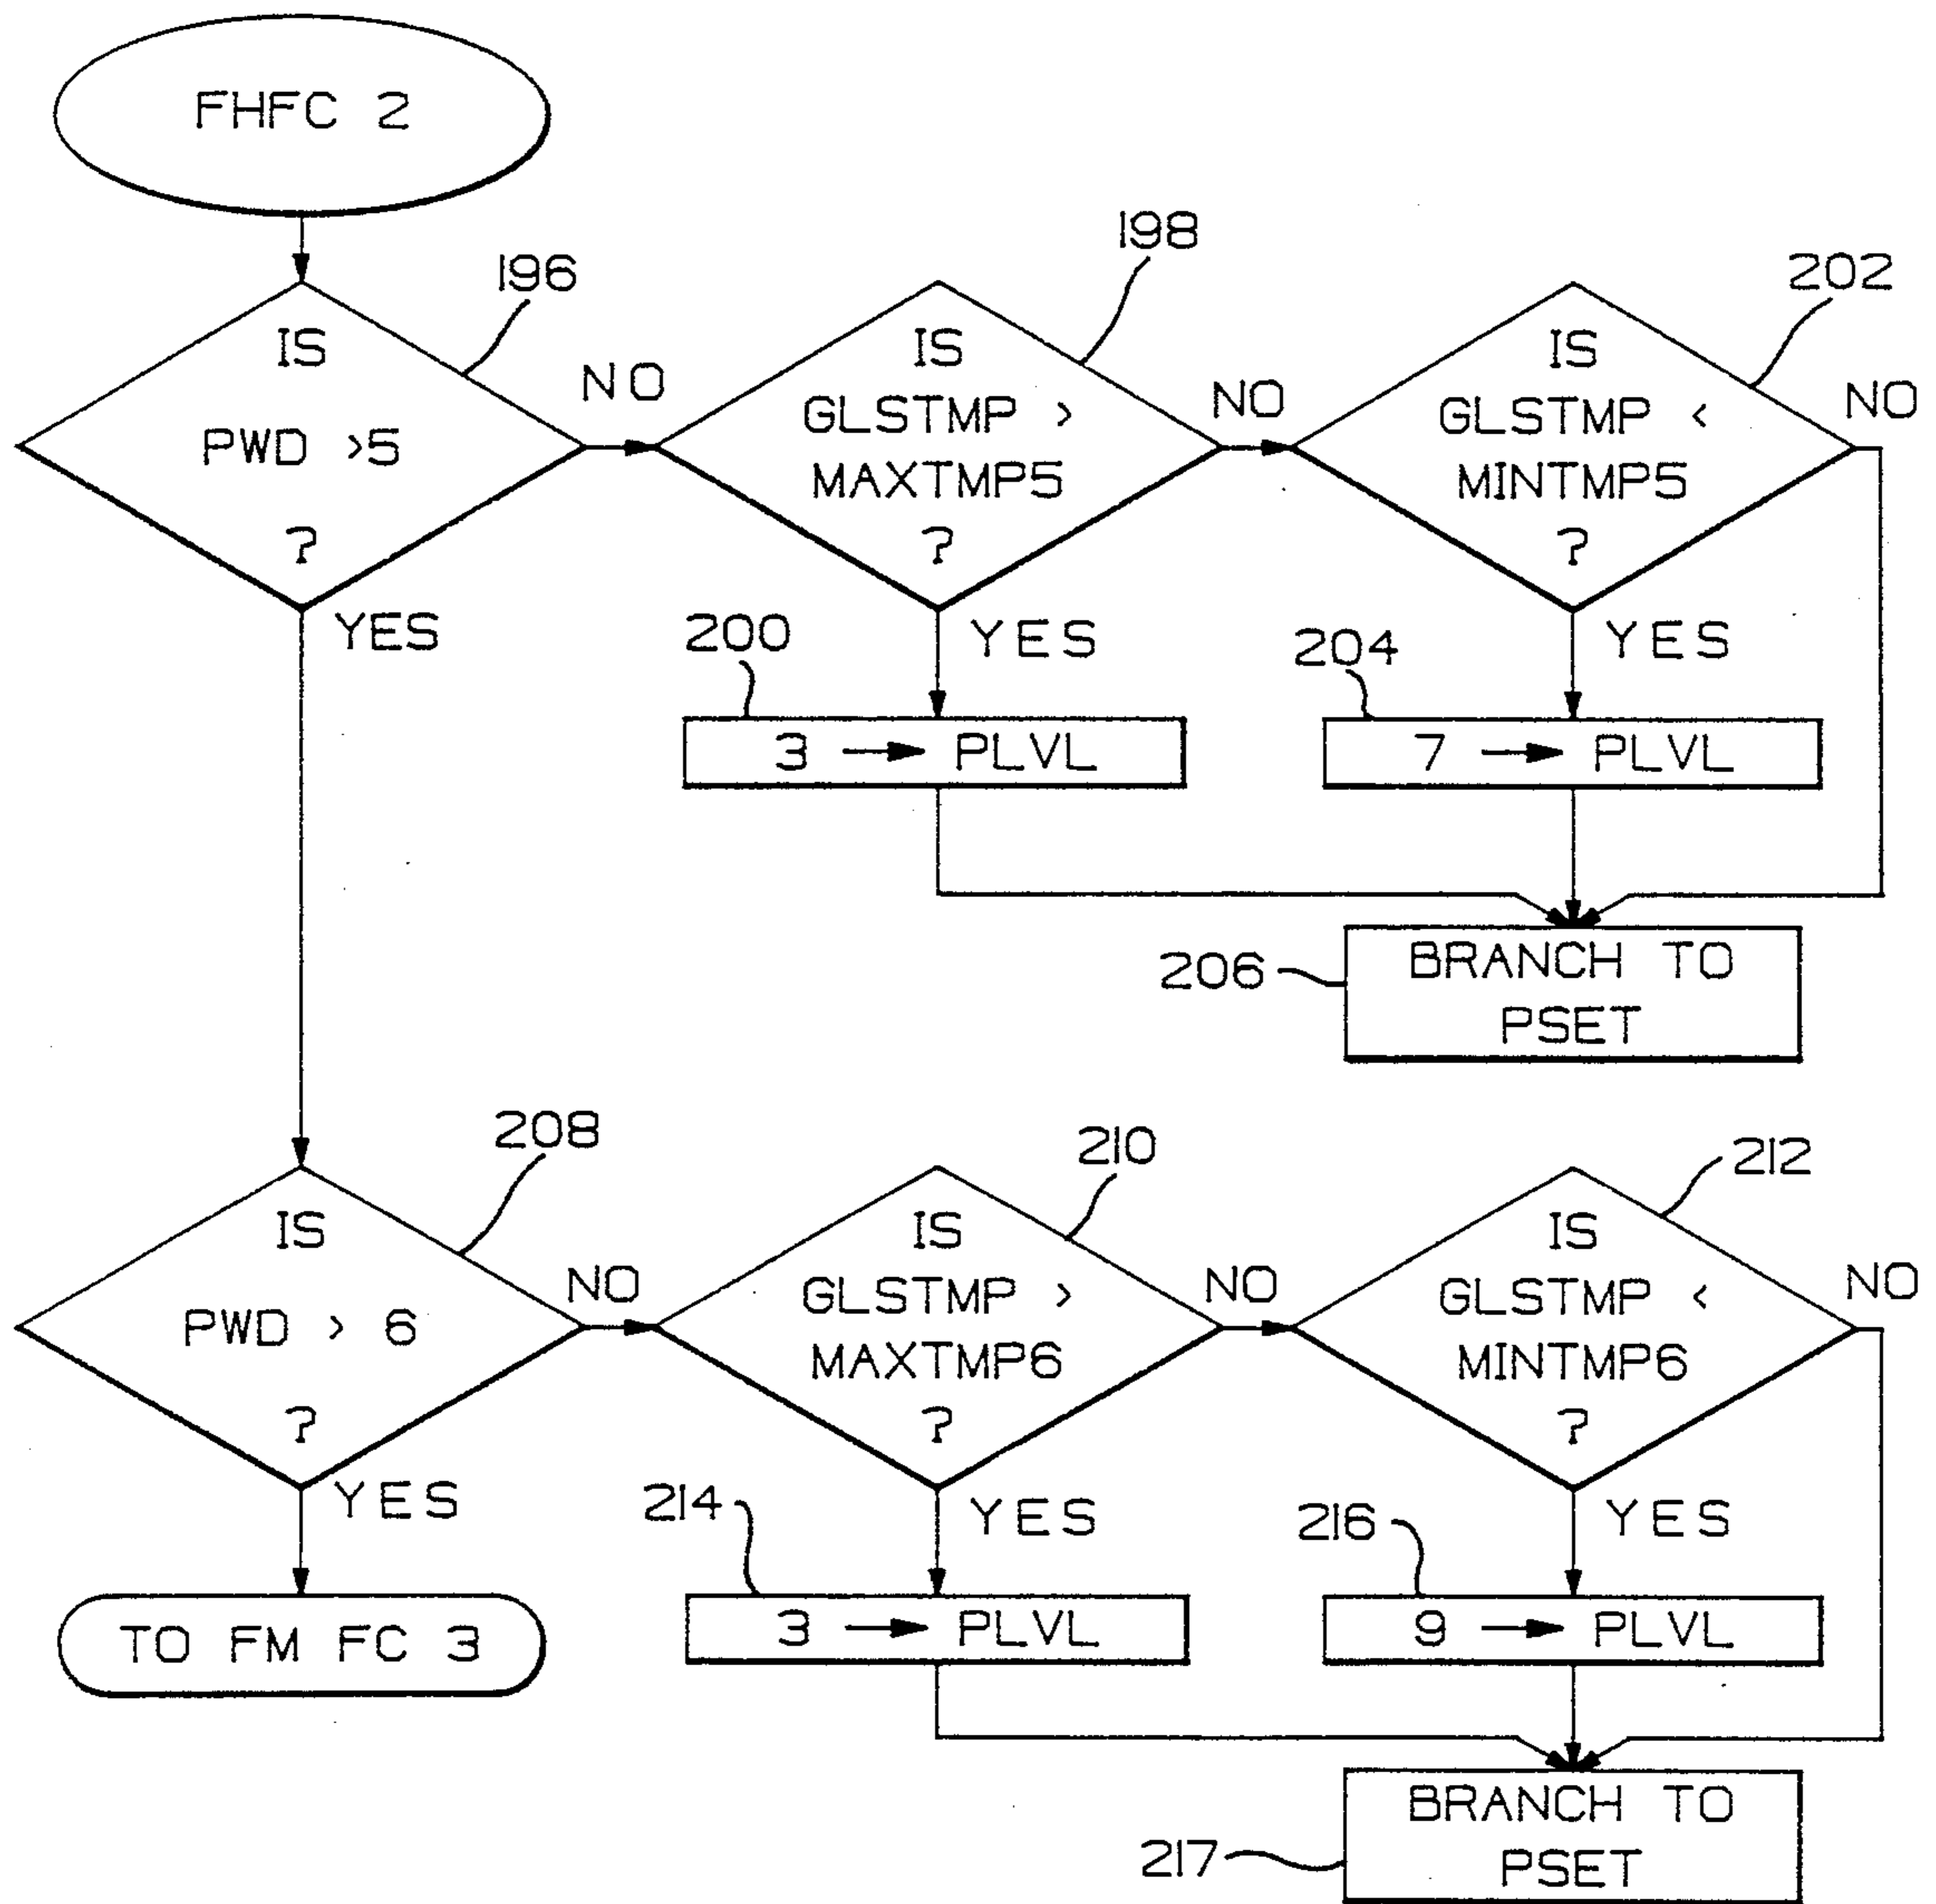 FHFC 2
196
198
202
IS
PWD >5
?
NO
YES
IS
GLSTMP >
MAXTMP5
?
NO
YES
IS
GLSTMP <
MINTMP5
?
NO
YES
200
3 → PLVL
204
7 → PLVL
206
BRANCH TO
PSET
208
210
212
IS
PWD > 6
?
NO
YES
IS
GLSTMP >
MAXTMP6
?
NO
YES
IS
GLSTMP <
MINTMP6
?
NO
YES
TO FM FC 3
214
3 → PLVL
216
9 → PLVL
217
BRANCH TO
PSET